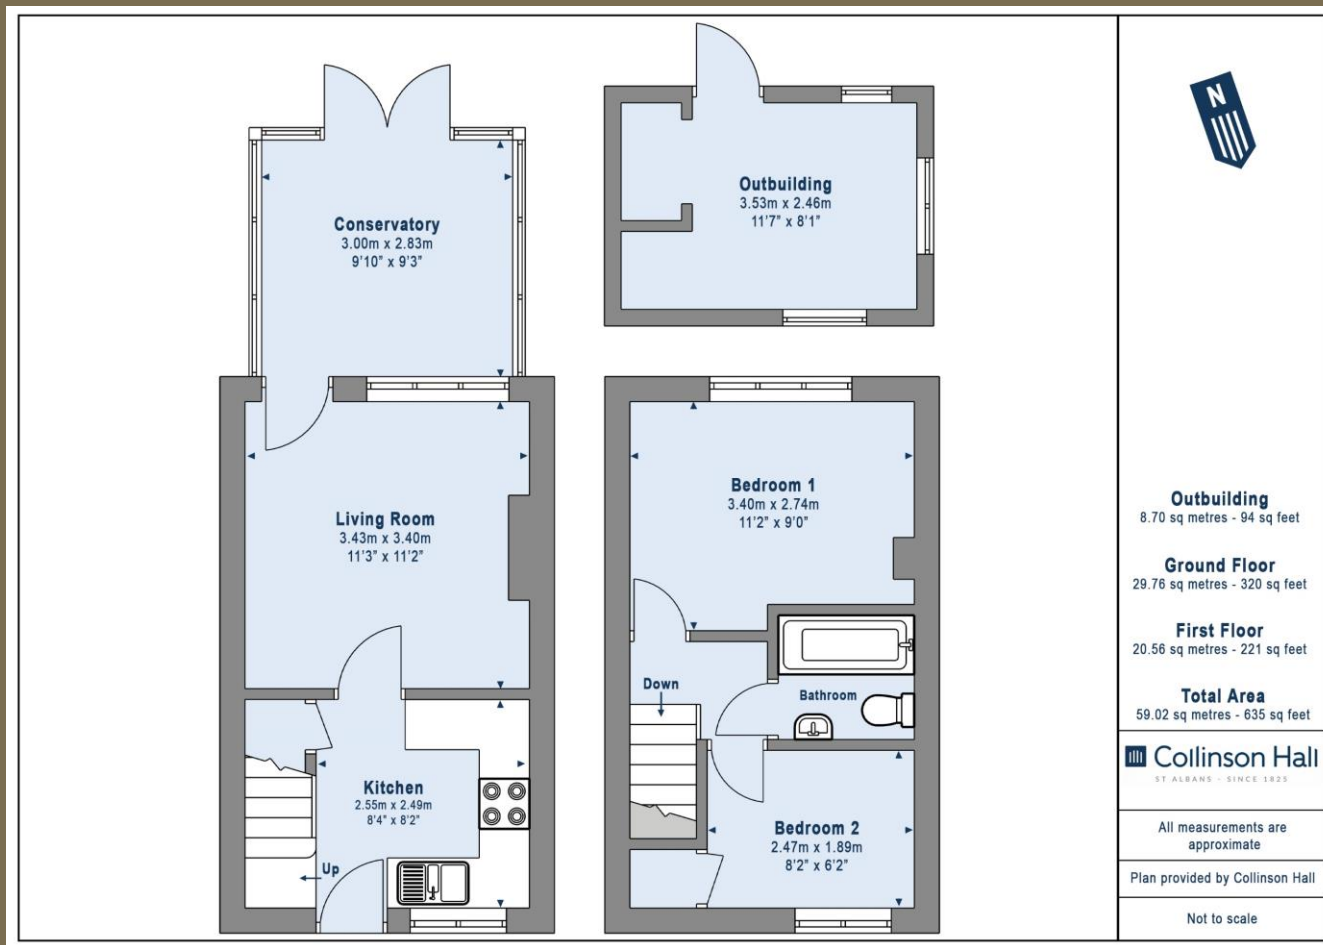 Conservatory
3.00m x 2.83m
9'10" x 9'3"
Living Room
3.43m x 3.40m
11'3" x 11'2"
Kitchen
2.55m x 2.49m
8'4" x 8'2"
Up
Outbuilding
3.53m x 2.46m
11'7" x 8'1"
Bedroom 1
3.40m x 2.74m
11'2" x 9'0"
Down
Bathroom
Bedroom 2
2.47m x 1.89m
8'2" x 6'2"
N
Outbuilding
8.70 sq metres - 94 sq feet
Ground Floor
29.76 sq metres - 320 sq feet
First Floor
20.56 sq metres - 221 sq feet
Total Area
59.02 sq metres - 635 sq feet
Collinson Hall
ST ALBANS - SINCE 1825
All measurements are
approximate
Plan provided by Collinson Hall
Not to scale